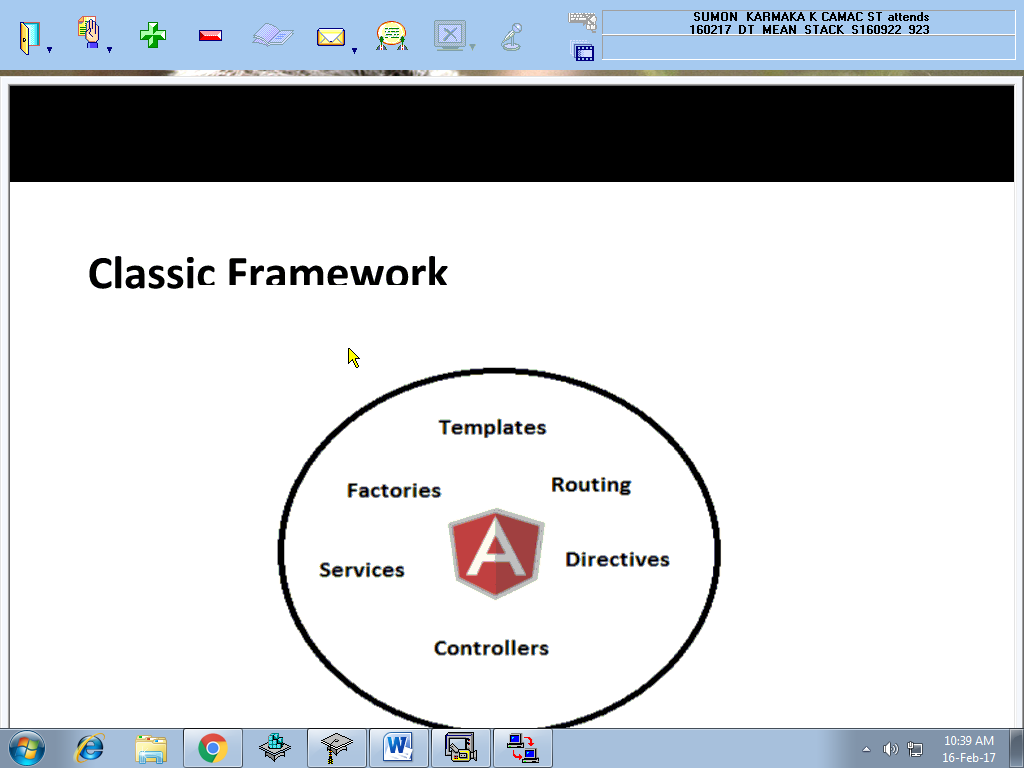 SUMON KARMAKA K CAMAC ST attends
160217 DT MEAN STACK S160922 923
Classic Framework
Templates
Factories
Routing
A
Services
Directives
Controllers
W
10:39 AM
16-Feb-17